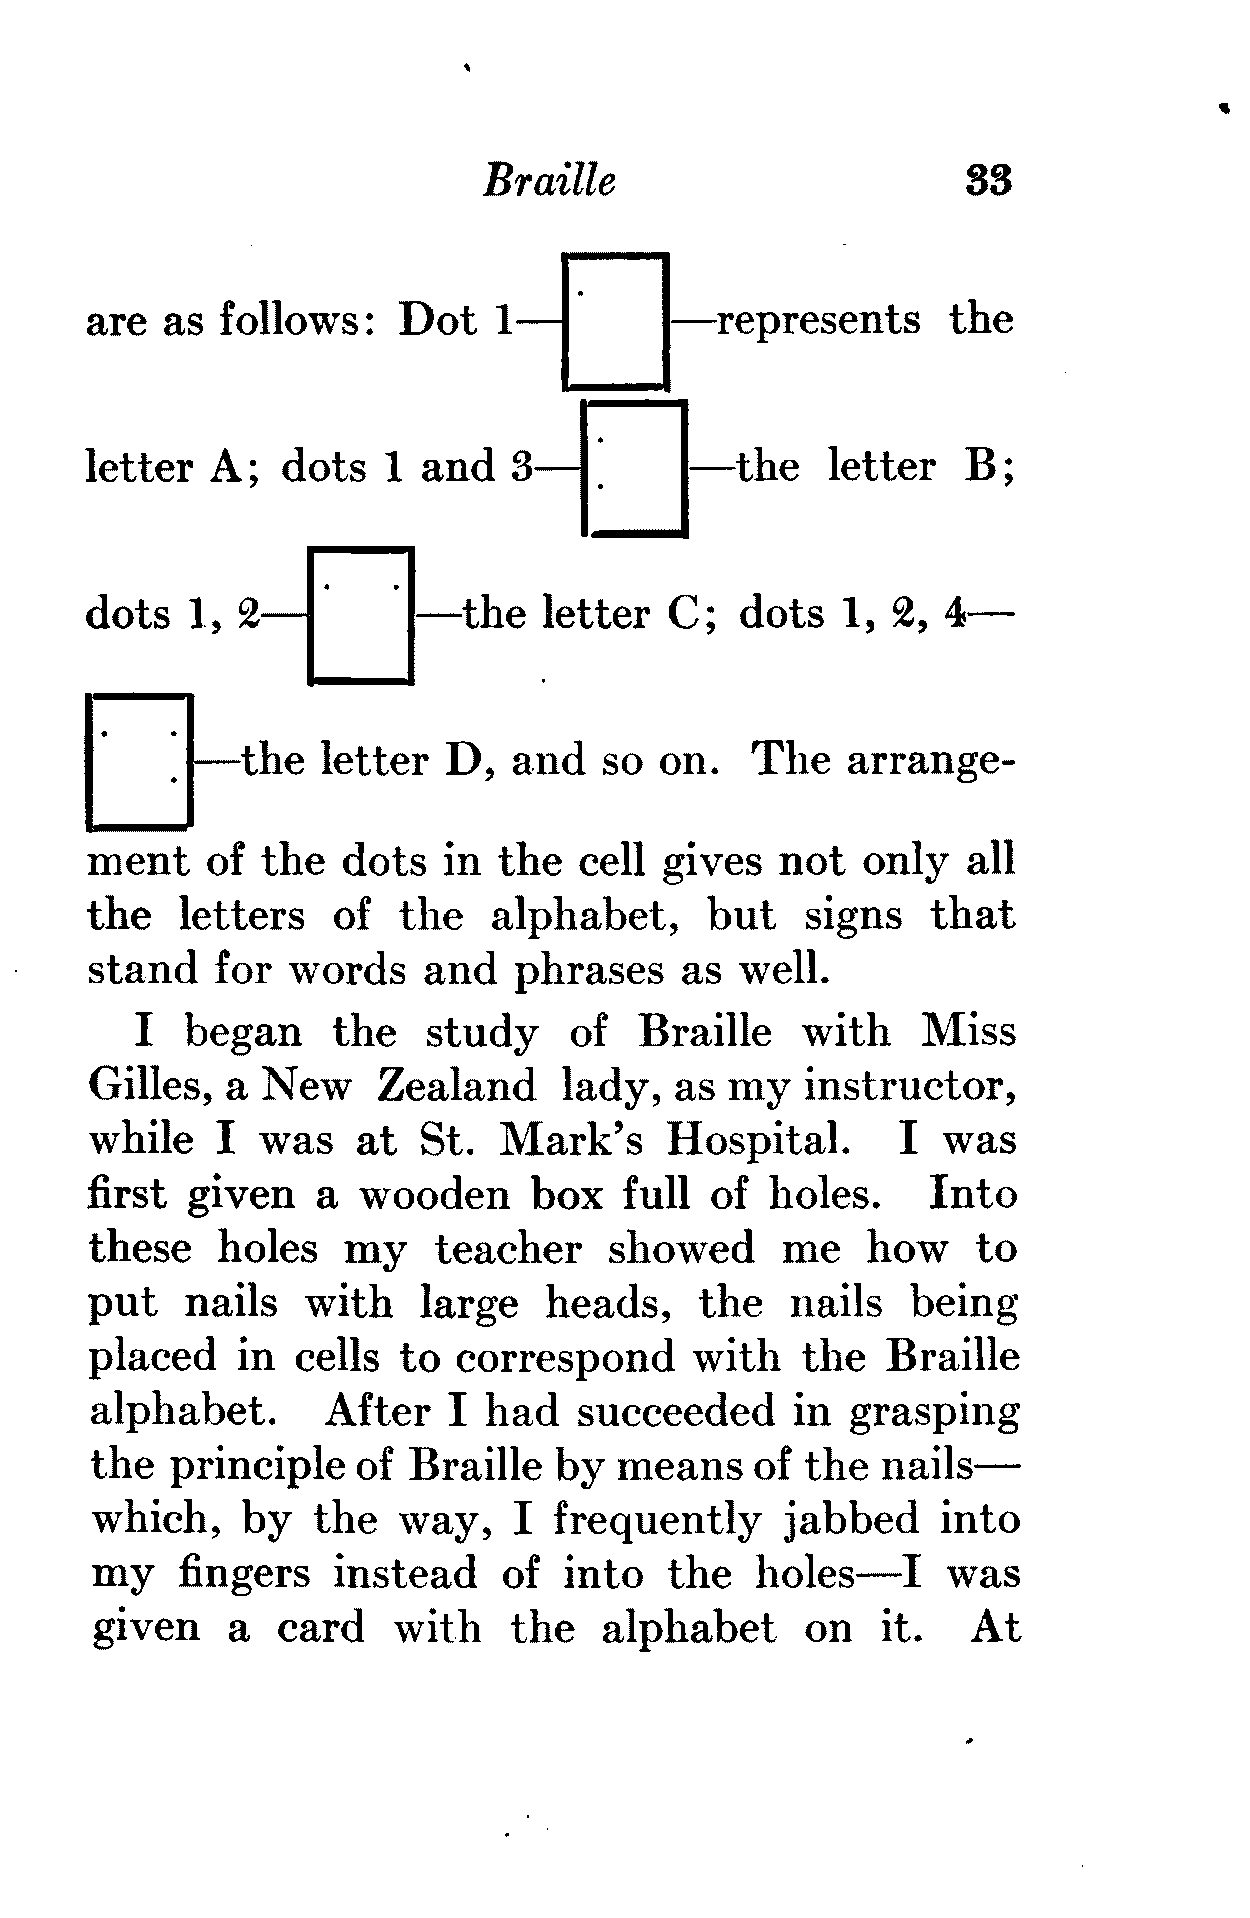 Braille 33
are as follows: Dot 1— —represents the
letter A; dots 1 and 3— —the letter B;
dots 1, 2— —the letter C; dots 1, 2, 4—
—the letter D, and so on. The arrange-
ment of the dots in the cell gives not only all
the letters of the alphabet, but signs that
stand for words and phrases as well.
I began the study of Braille with Miss
Gilles, a New Zealand lady, as my instructor,
while I was at St. Mark's Hospital. I was
first given a wooden box full of holes. Into
these holes my teacher showed me how to
put nails with large heads, the nails being
placed in cells to correspond with the Braille
alphabet. After I had succeeded in grasping
the principle of Braille by means of the nails—
which, by the way, I frequently jabbed into
my fingers instead of into the holes—I was
given a card with the alphabet on it. At